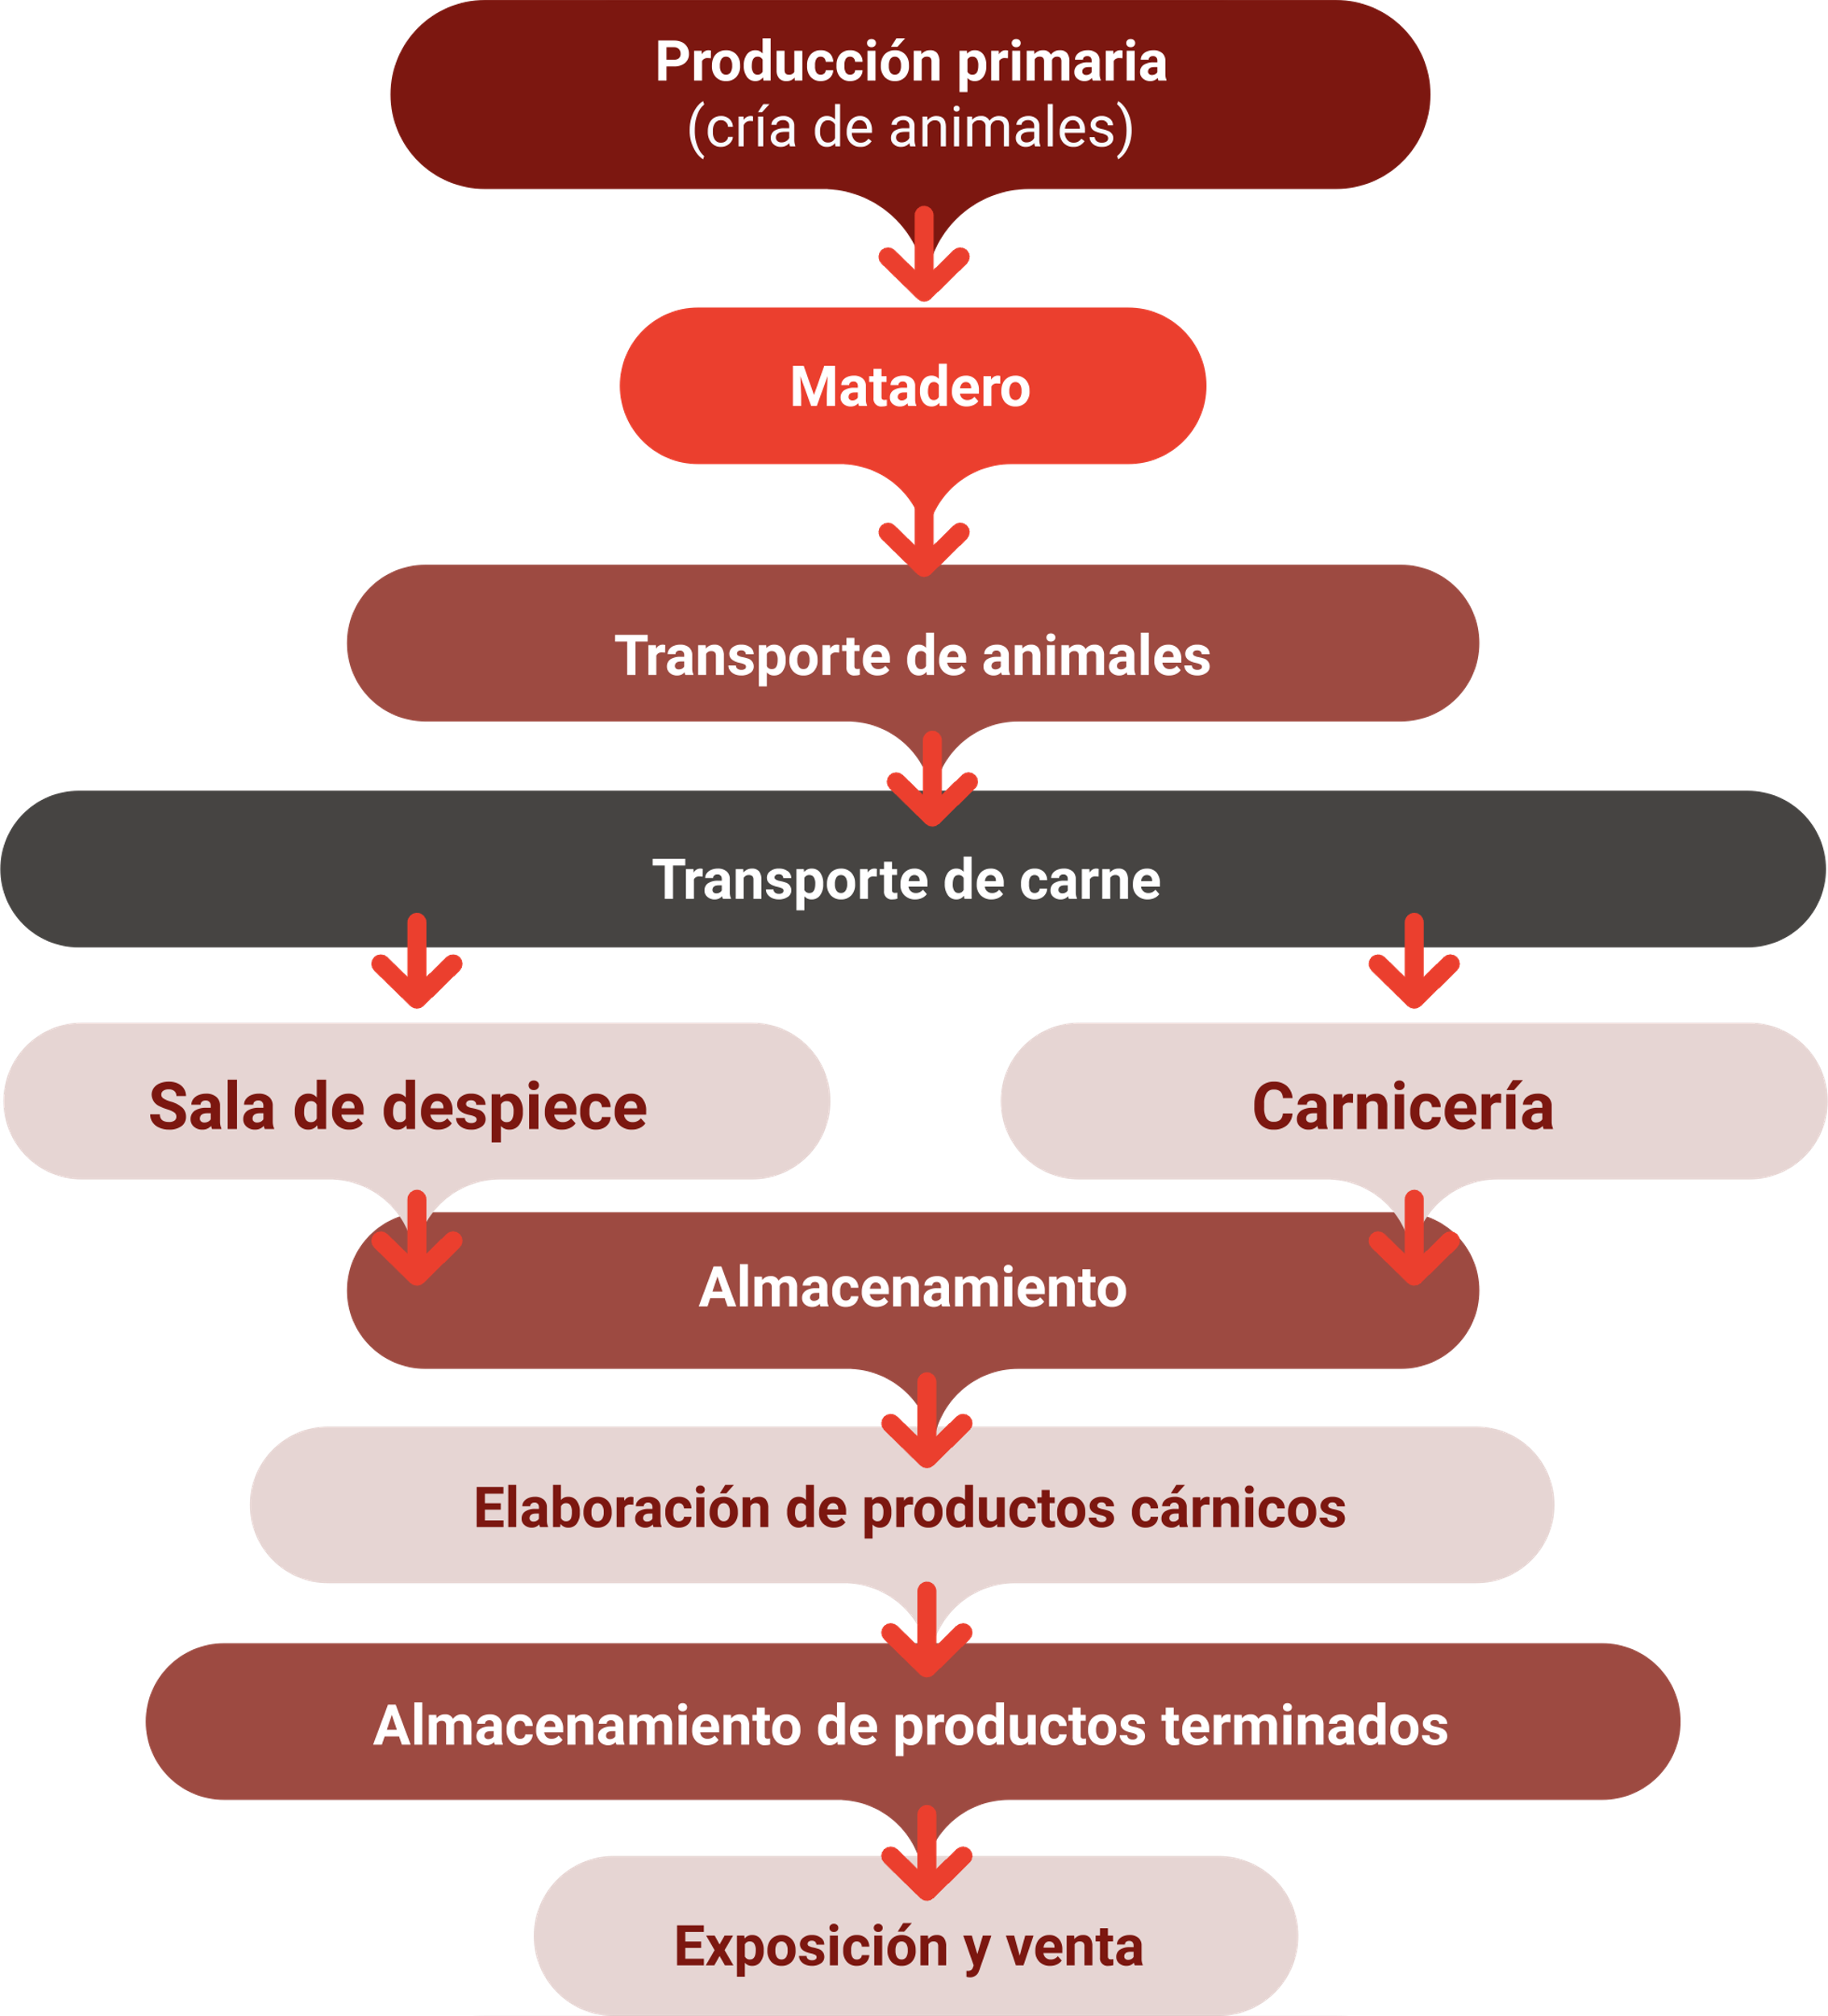 Producción primaria
(cría de animales)
Matadero
Transporte de animales
Transporte de carne
Sala de despiece
Carnicería
Almacenamiento
Elaboración de productos cárnicos
Almacenamiento de productos terminados
Exposición y venta